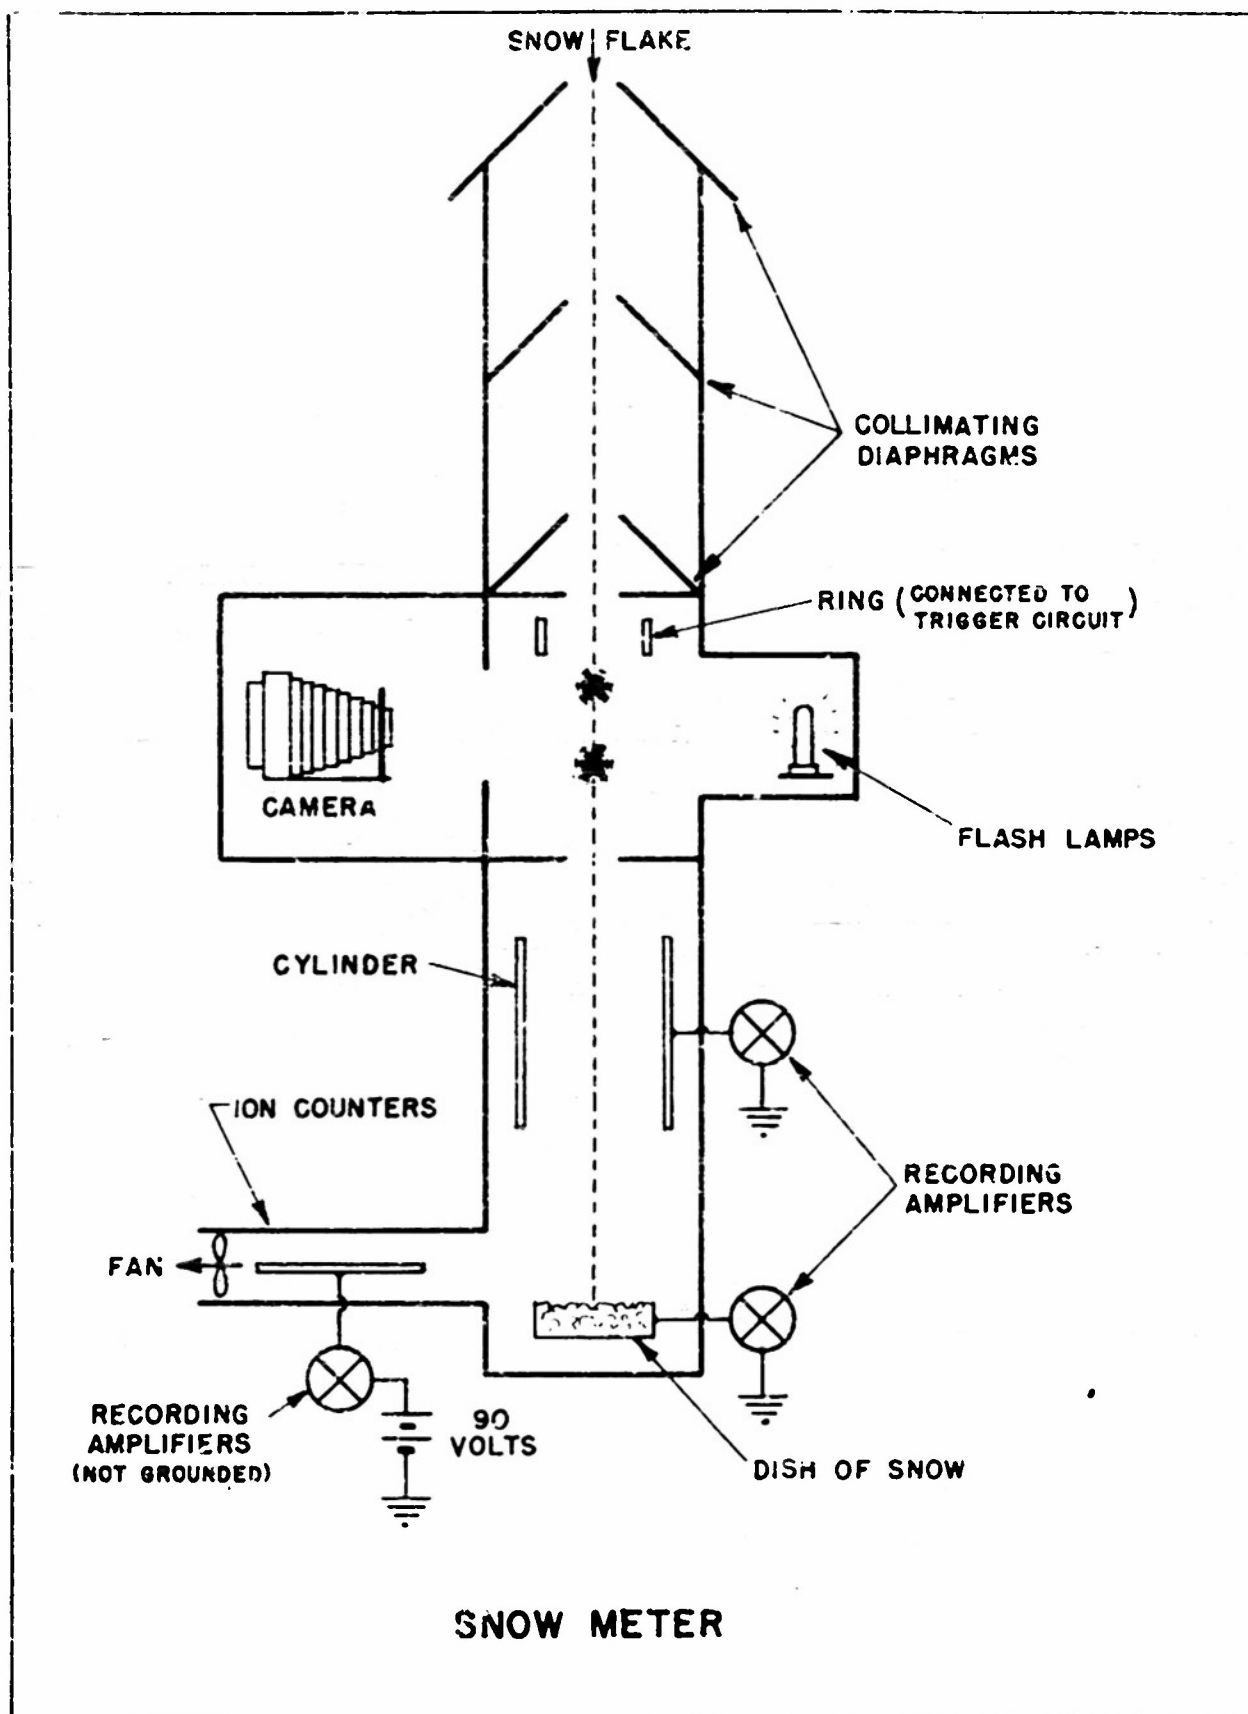 SNOW FLAKE
COLLIMATING
DIAPHRAGMS
RING (CONNECTED TO
TRIGGER CIRCUIT)
CAMERA
FLASH LAMPS
CYLINDER
ION COUNTERS
RECORDING
AMPLIFIERS
FAN
RECORDING
AMPLIFIERS
(NOT GROUNDED)
90
VOLTS
DISH OF SNOW
SNOW METER